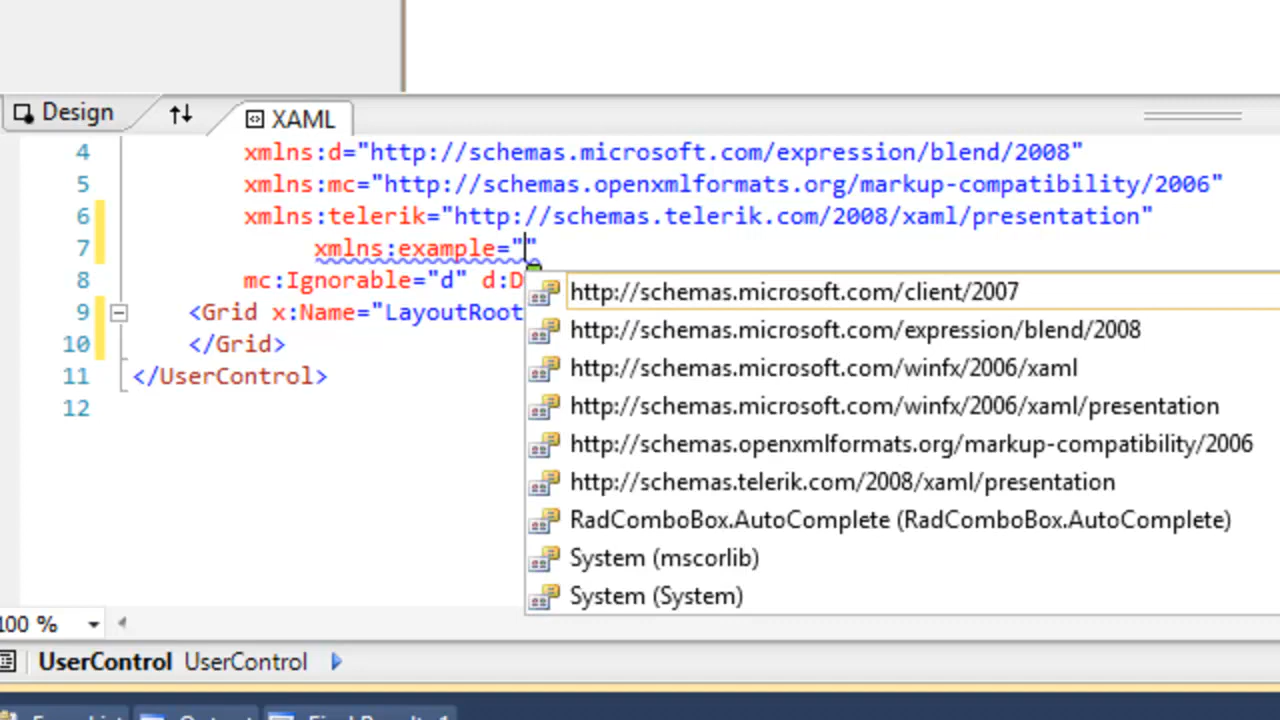 Design
XAML
4 xmlns:d="http://schemas.microsoft.com/expression/blend/2008"
5 xmlns:mc="http://schemas.openxmlformats.org/markup-compatibility/2006"
6 xmlns:telerik="http://schemas.telerik.com/2008/xaml/presentation"
7 xmlns:example=""
8 mc:Ignorable="d" d:D
9 <Grid x:Name="LayoutRoot
10 </Grid>
11 </UserControl>
12
http://schemas.microsoft.com/client/2007
http://schemas.microsoft.com/expression/blend/2008
http://schemas.microsoft.com/winfx/2006/xaml
http://schemas.microsoft.com/winfx/2006/xaml/presentation
http://schemas.openxmlformats.org/markup-compatibility/2006
http://schemas.telerik.com/2008/xaml/presentation
RadComboBox.AutoComplete (RadComboBox.AutoComplete)
System (mscorlib)
System (System)
100 %
UserControl UserControl